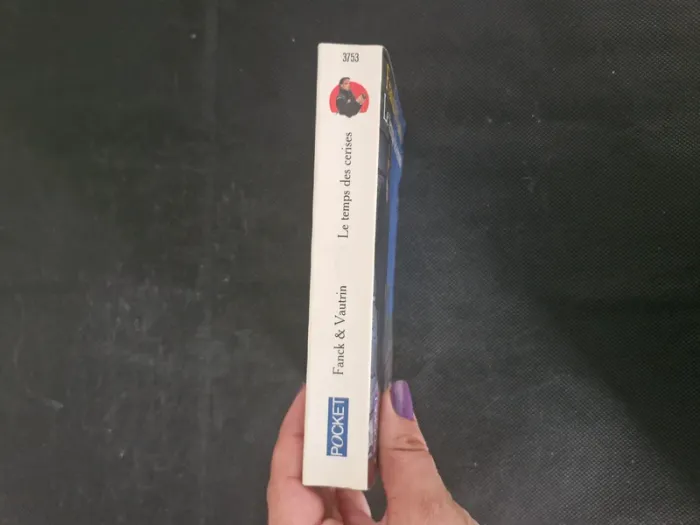 3753
Le temps des cerises
Fanck & Vautrin
POCKET